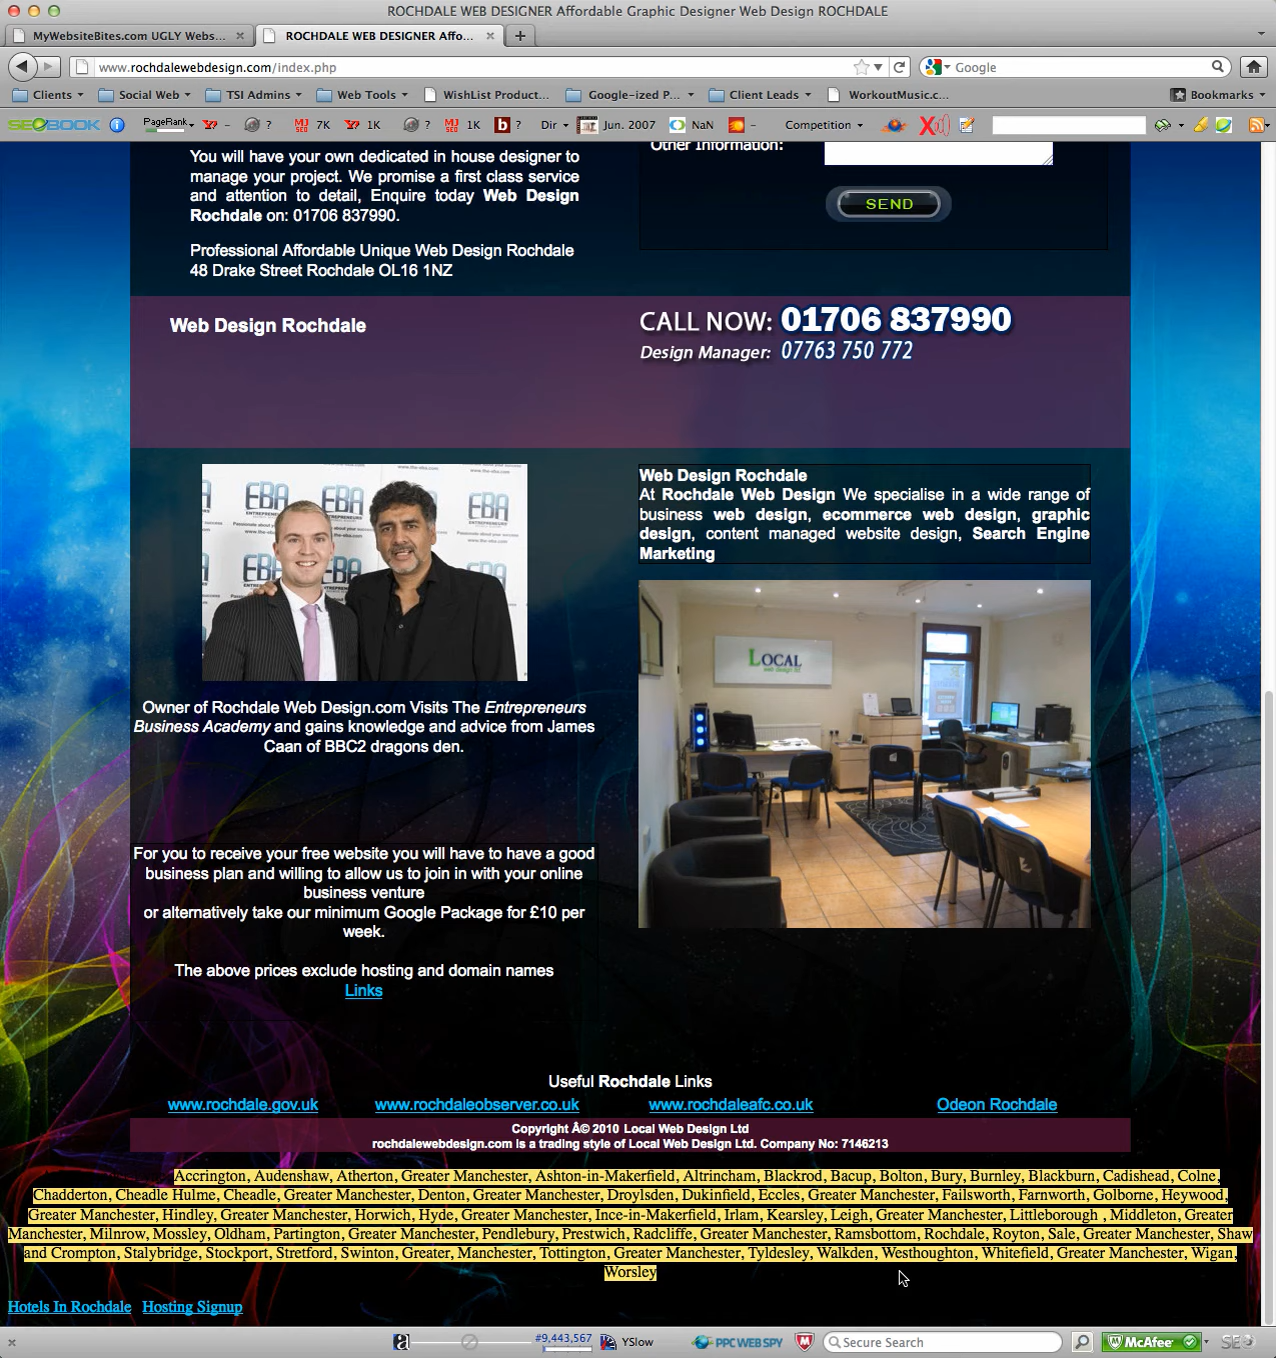 ROCHDALE WEB DESIGNER Affordable Graphic Designer Web Design ROCHDALE
MyWebsiteBites.com UGLY Webs...
ROCHDALE WEB DESIGNER Affo...
www.rochdalewebdesign.com/index.php
Google
Clients
Social Web
TSI Admins
Web Tools
WishList Product...
Google-ized P...
Client Leads
WorkoutMusic.c...
Bookmarks
SEOBOOK
PageRank
?
MJ SEO 7K
1K
?
MJ SEO 1K
b ?
Dir
Jun. 2007
NaN
Competition
You will have your own dedicated in house designer to
manage your project. We promise a first class service
and attention to detail, Enquire today Web Design
Rochdale on: 01706 837990.
Professional Affordable Unique Web Design Rochdale
48 Drake Street Rochdale OL16 1NZ
Other Information:
SEND
Web Design Rochdale
CALL NOW: 01706 837990
Design Manager: 07763 750 772
EBA
EBA
EBA
Owner of Rochdale Web Design.com Visits The Entrepreneurs
Business Academy and gains knowledge and advice from James
Caan of BBC2 dragons den.
For you to receive your free website you will have to have a good
business plan and willing to allow us to join in with your online
business venture
or alternatively take our minimum Google Package for £10 per
week.
The above prices exclude hosting and domain names
Links
Web Design Rochdale
At Rochdale Web Design We specialise in a wide range of
business web design, ecommerce web design, graphic
design, content managed website design, Search Engine
Marketing
LOCAL
web design ltd
Useful Rochdale Links
www.rochdale.gov.uk www.rochdaleobserver.co.uk www.rochdaleafc.co.uk Odeon Rochdale
Copyright Â© 2010 Local Web Design Ltd
rochdalewebdesign.com is a trading style of Local Web Design Ltd. Company No: 7146213
Accrington, Audenshaw, Atherton, Greater Manchester, Ashton-in-Makerfield, Altrincham, Blackrod, Bacup, Bolton, Bury, Burnley, Blackburn, Cadishead, Colne,
Chadderton, Cheadle Hulme, Cheadle, Greater Manchester, Denton, Greater Manchester, Droylsden, Dukinfield, Eccles, Greater Manchester, Failsworth, Farnworth, Golborne, Heywood,
Greater Manchester, Hindley, Greater Manchester, Horwich, Hyde, Greater Manchester, Ince-in-Makerfield, Irlam, Kearsley, Leigh, Greater Manchester, Littleborough , Middleton, Greater
Manchester, Milnrow, Mossley, Oldham, Partington, Greater Manchester, Pendlebury, Prestwich, Radcliffe, Greater Manchester, Ramsbottom, Rochdale, Royton, Sale, Greater Manchester, Shaw
and Crompton, Stalybridge, Stockport, Stretford, Swinton, Greater, Manchester, Tottington, Greater Manchester, Tyldesley, Walkden, Westhoughton, Whitefield, Greater Manchester, Wigan,
Worsley
Hotels In Rochdale Hosting Signup
#9,443,567
YSlow
PPC WEB SPY
Secure Search
McAfee
SEO